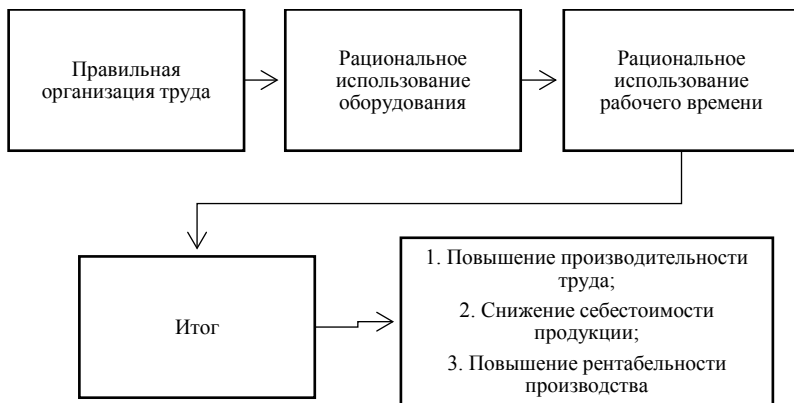 Правильная
организация труда
Рациональное
использование
оборудования
Рациональное
использование
рабочего времени
Итог
1. Повышение производительности
труда;
2. Снижение себестоимости
продукции;
3. Повышение рентабельности
производства